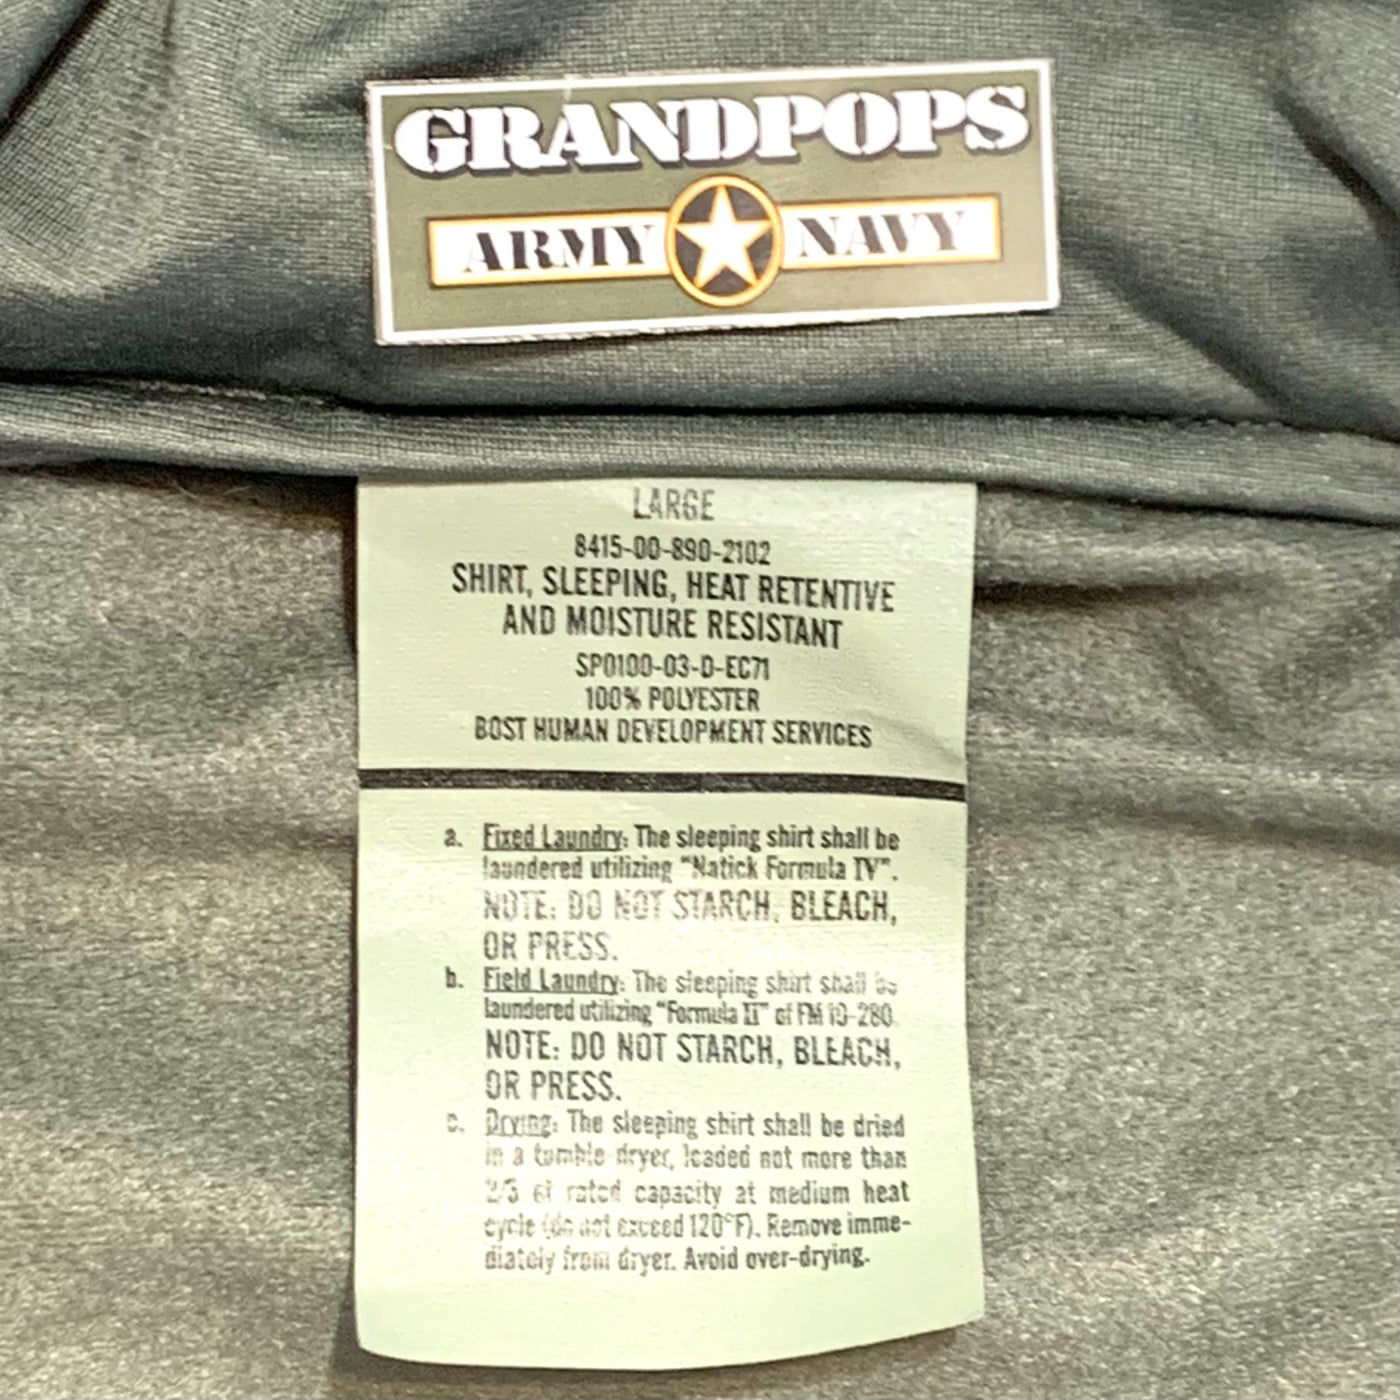 GRANDPOPS
ARMY NAVY
LARGE
8415-00-890-2102
SHIRT, SLEEPING, HEAT RETENTIVE
AND MOISTURE RESISTANT
SP0100-03-D-EC71
100% POLYESTER
BOST HUMAN DEVELOPMENT SERVICES
a. Fixed Laundry: The sleeping shirt shall be
laundered utilizing "Natick Formula IV".
NOTE: DO NOT STARCH, BLEACH,
OR PRESS.
b. Field Laundry: The sleeping shirt shall be
laundered utilizing "Formula II" of FM 10-280.
NOTE: DO NOT STARCH, BLEACH,
OR PRESS.
c. Drying: The sleeping shirt shall be dried
in a tumble dryer, loaded not more than
2/3 of rated capacity at medium heat
cycle (do not exceed 120°F). Remove imme-
diately from dryer. Avoid over-drying.